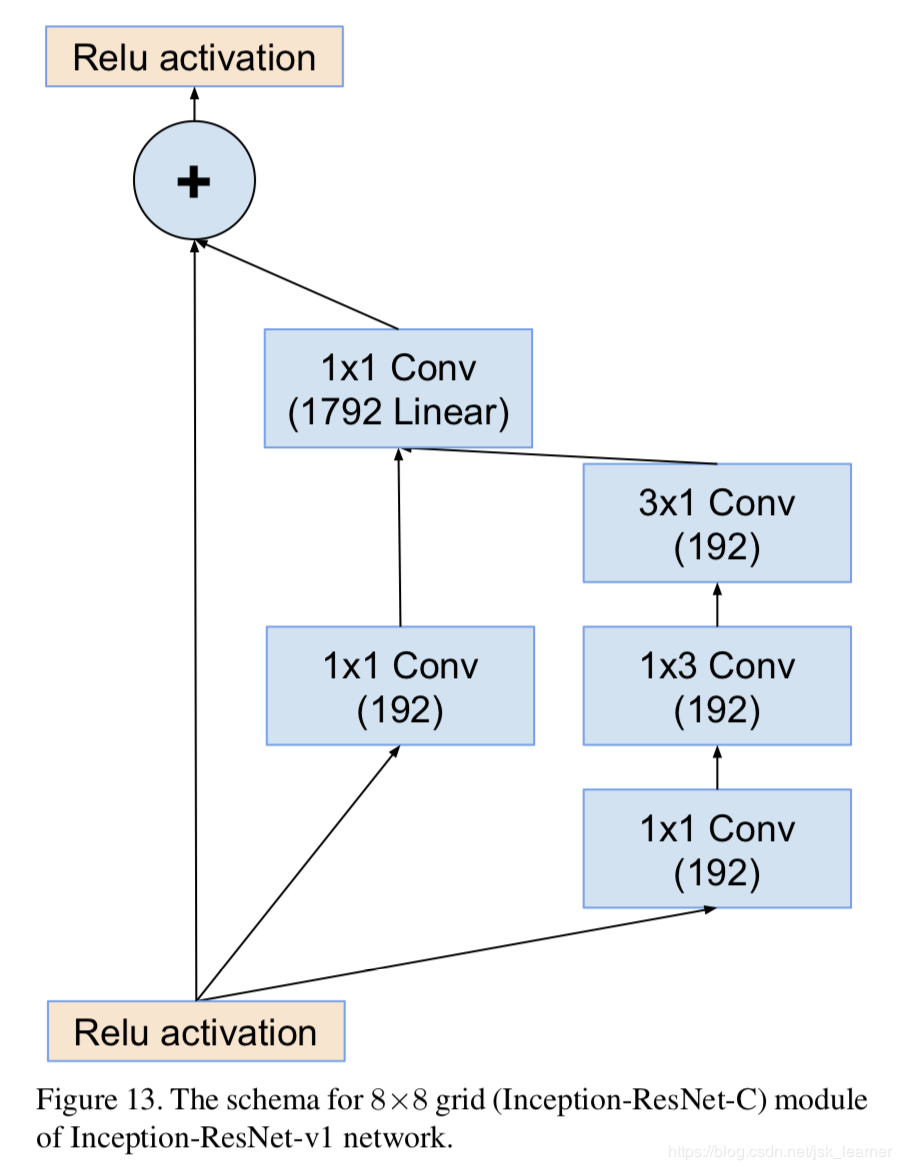 Relu activation
+
1x1 Conv
(1792 Linear)
3x1 Conv
(192)
1x1 Conv
(192)
1x3 Conv
(192)
1x1 Conv
(192)
Relu activation
Figure 13. The schema for 8×8 grid (Inception-ResNet-C) module
of Inception-ResNet-v1 network.
https://blog.csdn.net/jsk_learner